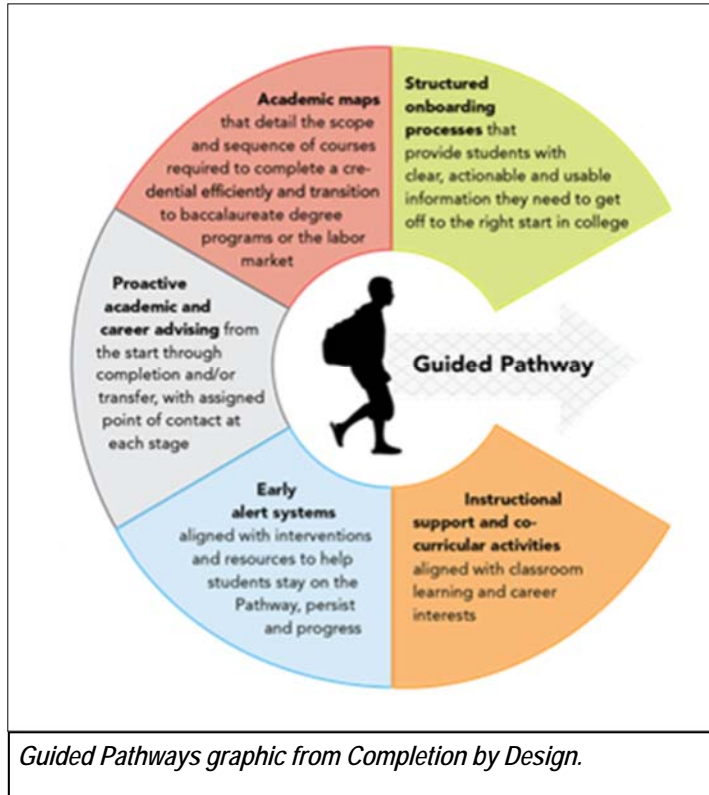 Structured
onboarding
processes that
provide students with
clear, actionable and usable
information they need to get
off to the right start in college
Academic maps
that detail the scope
and sequence of courses
required to complete a cre-
dential efficiently and transition
to baccalaureate degree
programs or the labor
market
Proactive
academic and
career advising from
the start through
completion and/or
transfer, with assigned
point of contact at
each stage
Early
alert systems
aligned with interventions
and resources to help
students stay on the
Pathway, persist
and progress
Instructional
support and co-
curricular activities
aligned with classroom
learning and career
interests
Guided Pathway
Guided Pathways graphic from Completion by Design.